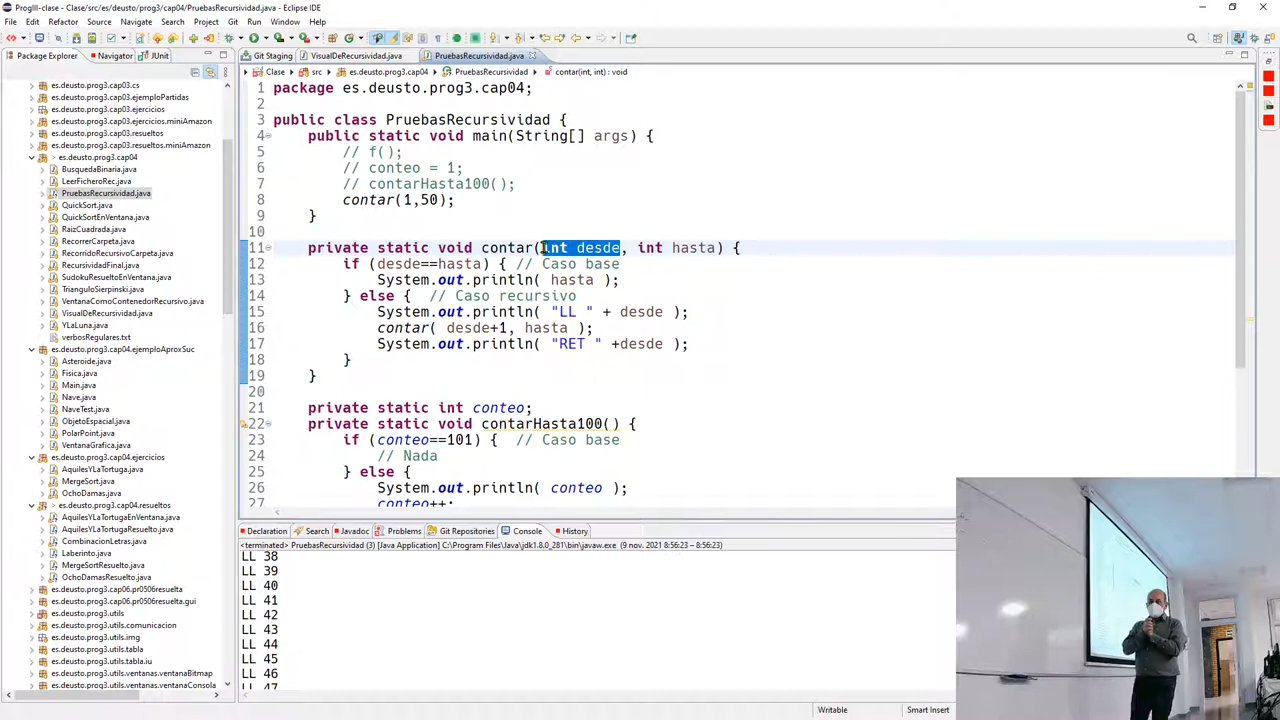 ProgIII-clase - Clase/src/es/deusto/prog3/cap04/PruebasRecursividad.java - Eclipse IDE
File Edit Refactor Source Navigate Search Project Git Run Window Help
Package Explorer Navigator JUnit
es.deusto.prog3.cap03.cs
es.deusto.prog3.cap03.ejemploPartidas
es.deusto.prog3.cap03.ejercicios
es.deusto.prog3.cap03.ejercicios.miniAmazon
es.deusto.prog3.cap03.resueltos
es.deusto.prog3.cap03.resueltos.miniAmazon
es.deusto.prog3.cap04
BusquedaBinaria.java
LeerFicheroRec.java
PruebasRecursividad.java
QuickSort.java
QuickSortEnVentana.java
RaizCuadrada.java
RecorrerCarpeta.java
RecorridoRecursivoCarpeta.java
RecursividadFinal.java
SudokuResueltoEnVentana.java
TrianguloSierpinski.java
VentanaComoContenedorRecursivo.java
VisualDeRecursividad.java
YLaLuna.java
verbosRegulares.txt
es.deusto.prog3.cap04.ejemploAproxSuc
Asteroide.java
Fisica.java
Main.java
Nave.java
NaveTest.java
ObjetoEspacial.java
PolarPoint.java
VentanaGrafica.java
es.deusto.prog3.cap04.ejercicios
AquilesYLaTortuga.java
MergeSort.java
OchoDamas.java
es.deusto.prog3.cap04.resueltos
AquilesYLaTortugaEnVentana.java
AquilesYLaTortugaResuelto.java
CombinacionLetras.java
Laberinto.java
MergeSortResuelto.java
OchoDamasResuelto.java
es.deusto.prog3.cap06.pr0506resuelta
es.deusto.prog3.cap06.pr0506resuelta.gui
es.deusto.prog3.utils
es.deusto.prog3.utils.comunicacion
es.deusto.prog3.utils.img
es.deusto.prog3.utils.tabla
es.deusto.prog3.utils.tabla.iu
es.deusto.prog3.utils.ventanas.ventanaBitmap
es.deusto.prog3.utils.ventanas.ventanaConsola
Git Staging VisualDeRecursividad.java PruebasRecursividad.java
Clase src es.deusto.prog3.cap04 PruebasRecursividad contar(int, int) : void
1 package es.deusto.prog3.cap04;
2
3 public class PruebasRecursividad {
4 public static void main(String[] args) {
5 // f();
6 // conteo = 1;
7 // contarHasta100();
8 contar(1,50);
9 }
10
11 private static void contar(int desde, int hasta) {
12 if (desde==hasta) { // Caso base
13 System.out.println( hasta );
14 } else { // Caso recursivo
15 System.out.println( "LL " + desde );
16 contar( desde+1, hasta );
17 System.out.println( "RET " +desde );
18 }
19 }
20
21 private static int conteo;
22 private static void contarHasta100() {
23 if (conteo==101) { // Caso base
24 // Nada
25 } else {
26 System.out.println( conteo );
27 conteo++;
Declaration Search Javadoc Problems Git Repositories Console History
<terminated> PruebasRecursividad (3) [Java Application] C:\Program Files\Java\jdk1.8.0_281\bin\javaw.exe (9 nov. 2021 8:56:23 – 8:56:23)
LL 38
LL 39
LL 40
LL 41
LL 42
LL 43
LL 44
LL 45
LL 46
LL 47
Writable Smart Insert